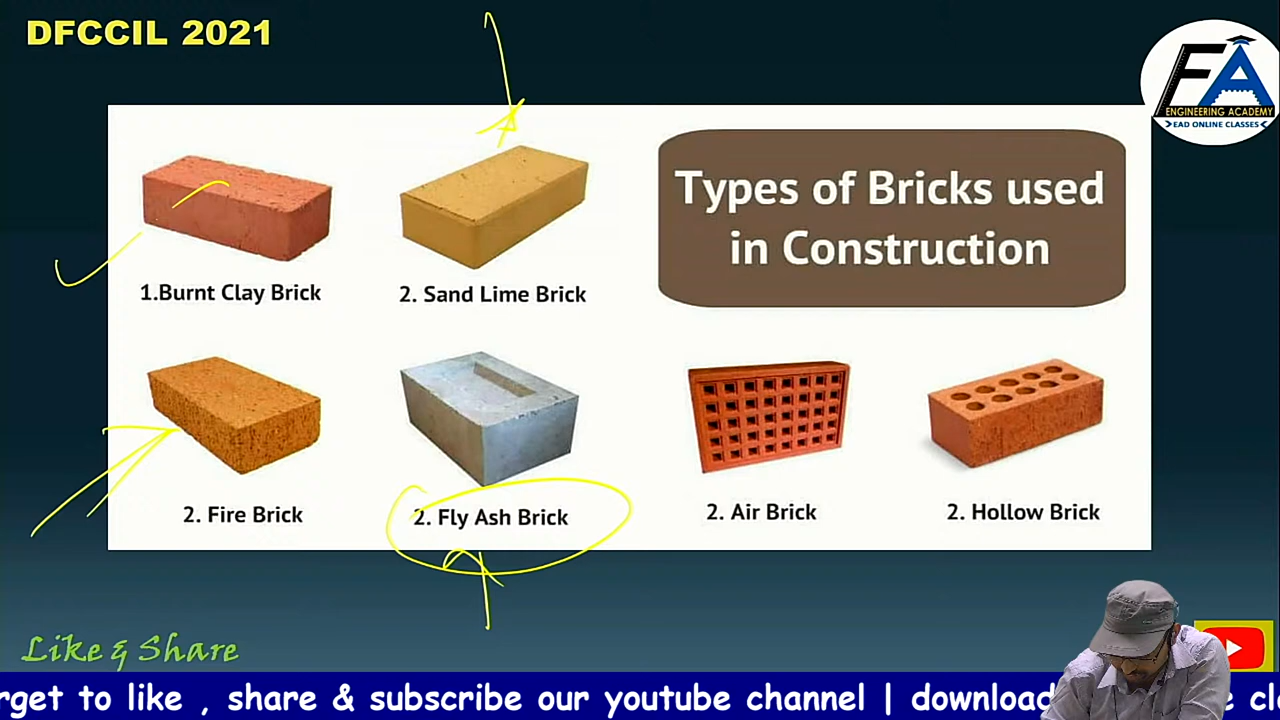 DFCCIL 2021
FA
ENGINEERING ACADEMY
EAD ONLINE CLASSES
Types of Bricks used
in Construction
1.Burnt Clay Brick
2. Sand Lime Brick
2. Fire Brick
2. Fly Ash Brick
2. Air Brick
2. Hollow Brick
Like & Share
to like , share & subscribe our youtube channel | download